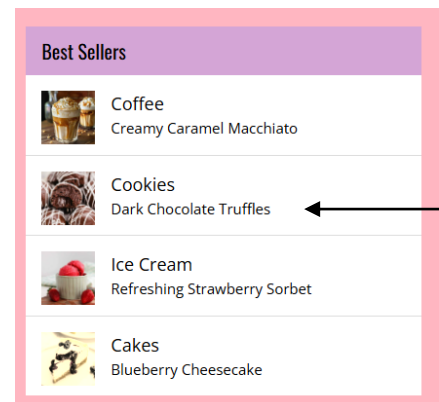 Best Sellers
Coffee
Creamy Caramel Macchiato
Cookies
Dark Chocolate Truffles
Ice Cream
Refreshing Strawberry Sorbet
Cakes
Blueberry Cheesecake